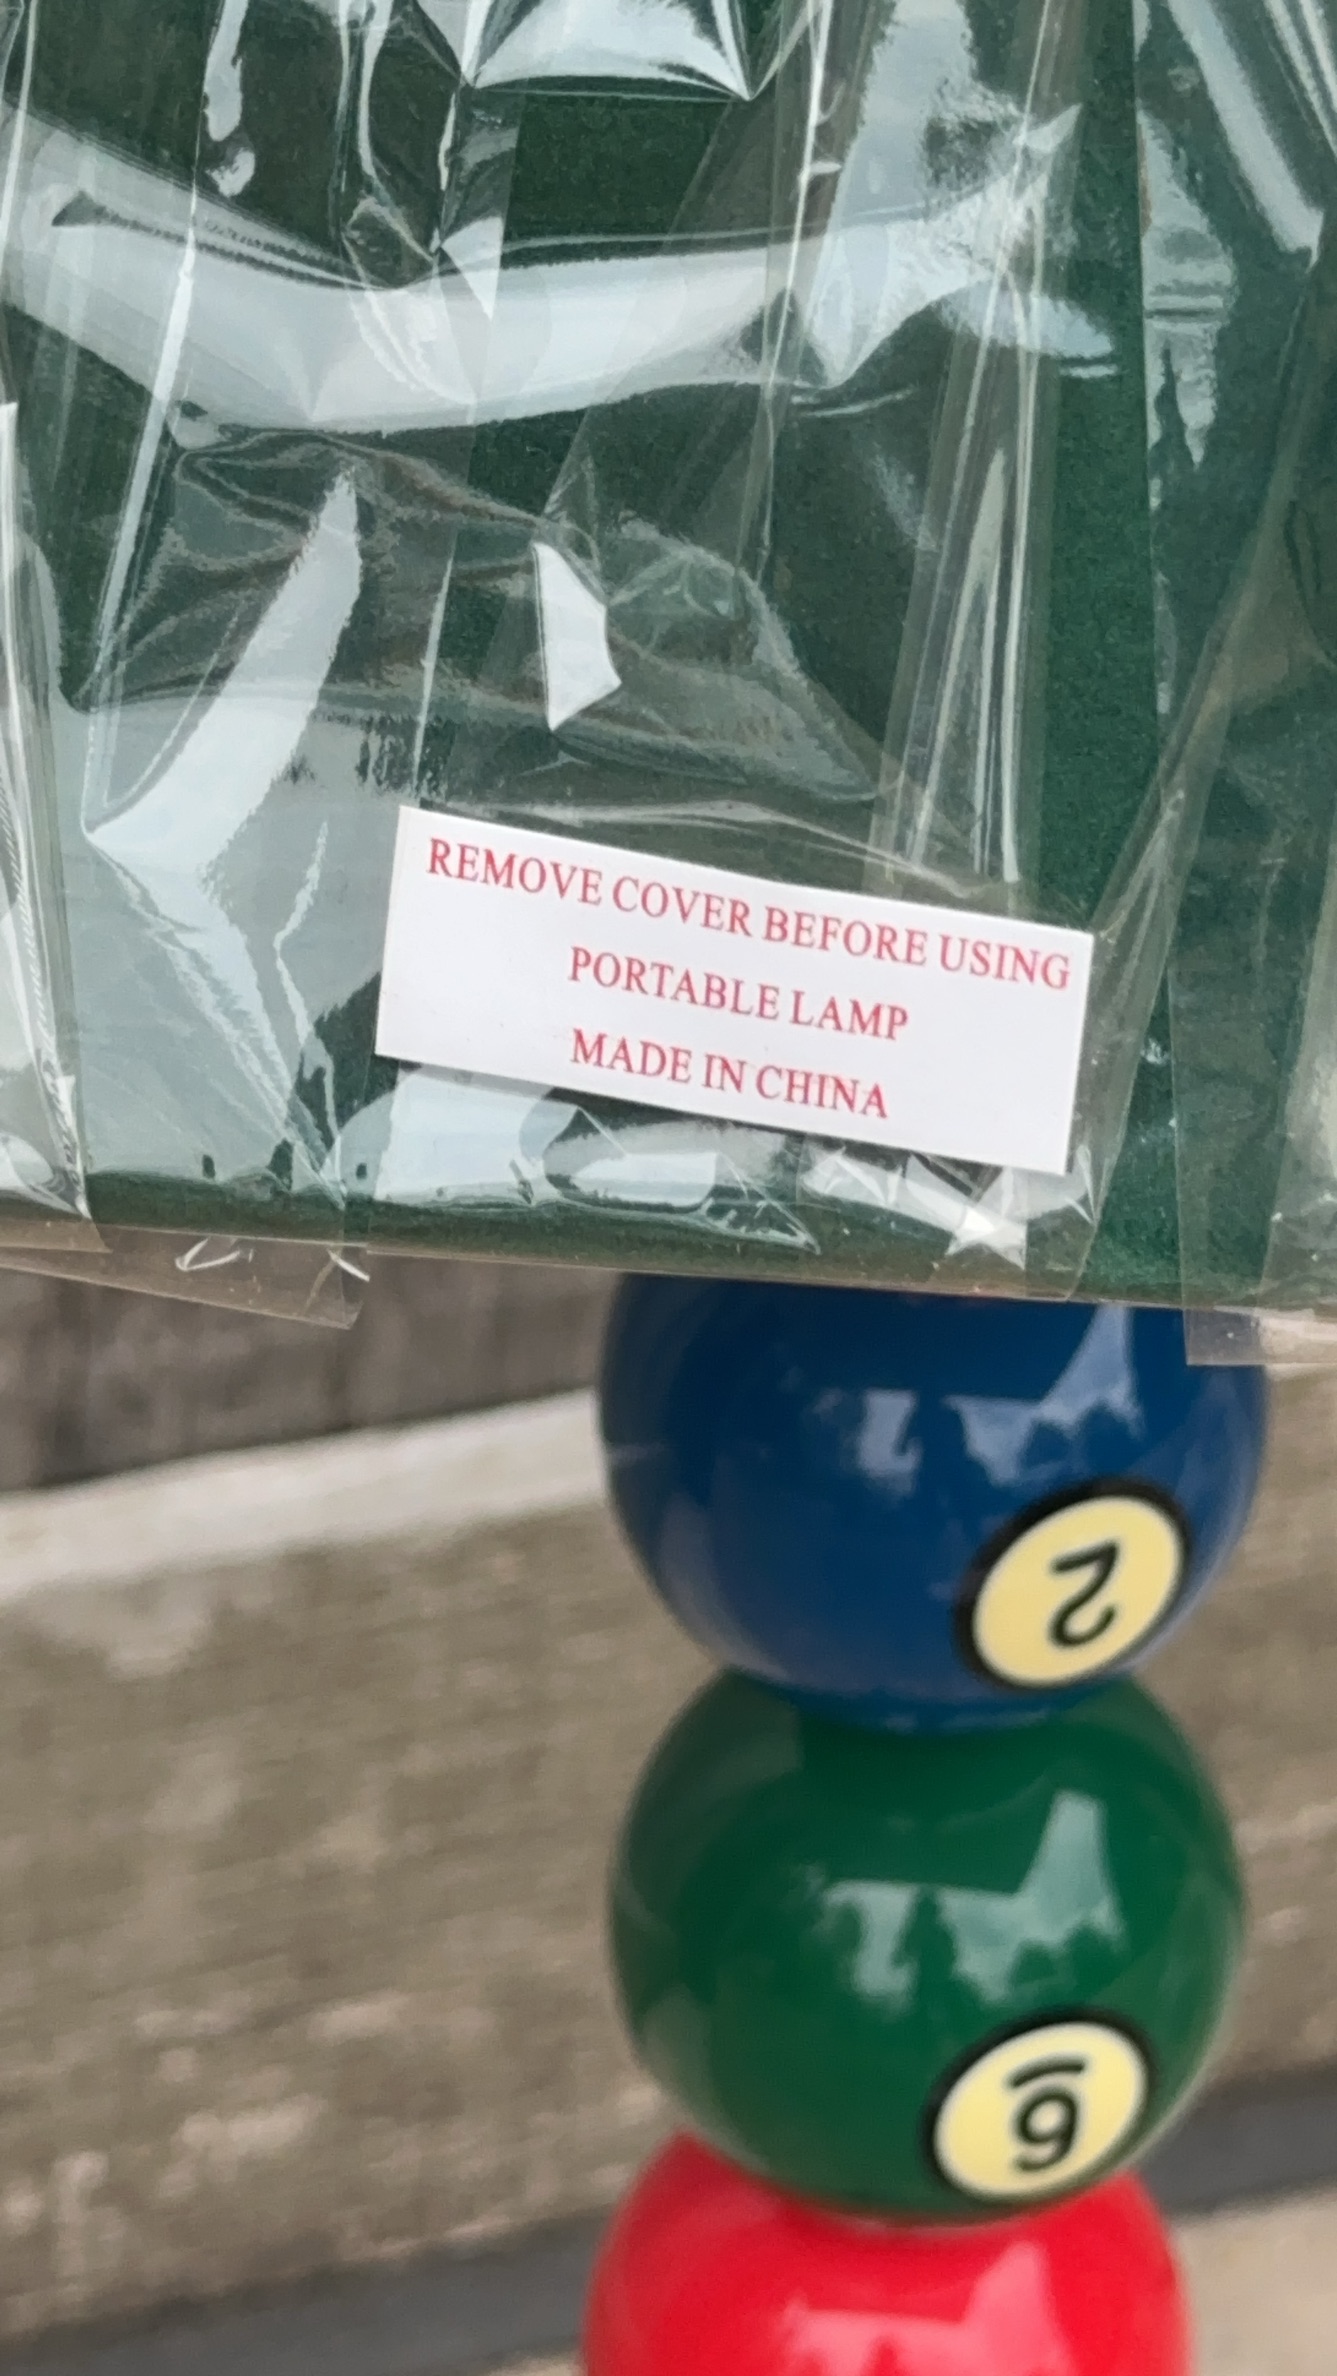 REMOVE COVER BEFORE USING
PORTABLE LAMP
MADE IN CHINA
2
6